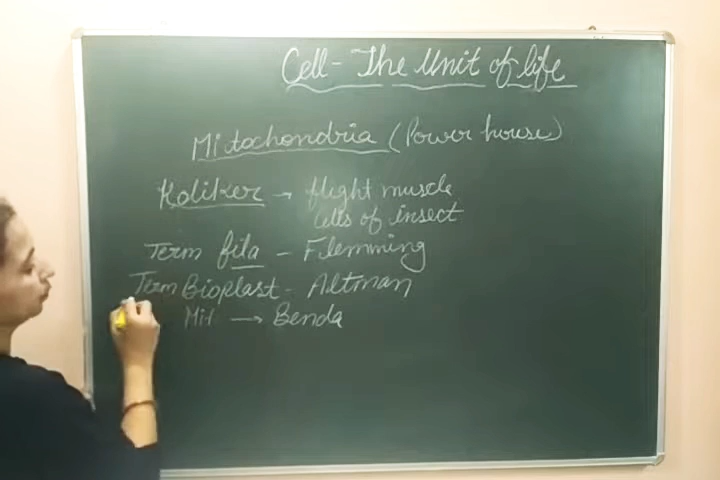 Cell - The Unit of life
Mitochondria (Power house)
Koliker → flight muscle
Cells of insect
Term fila - Flemming
Term Bioplast - Altman
Mit → Benda